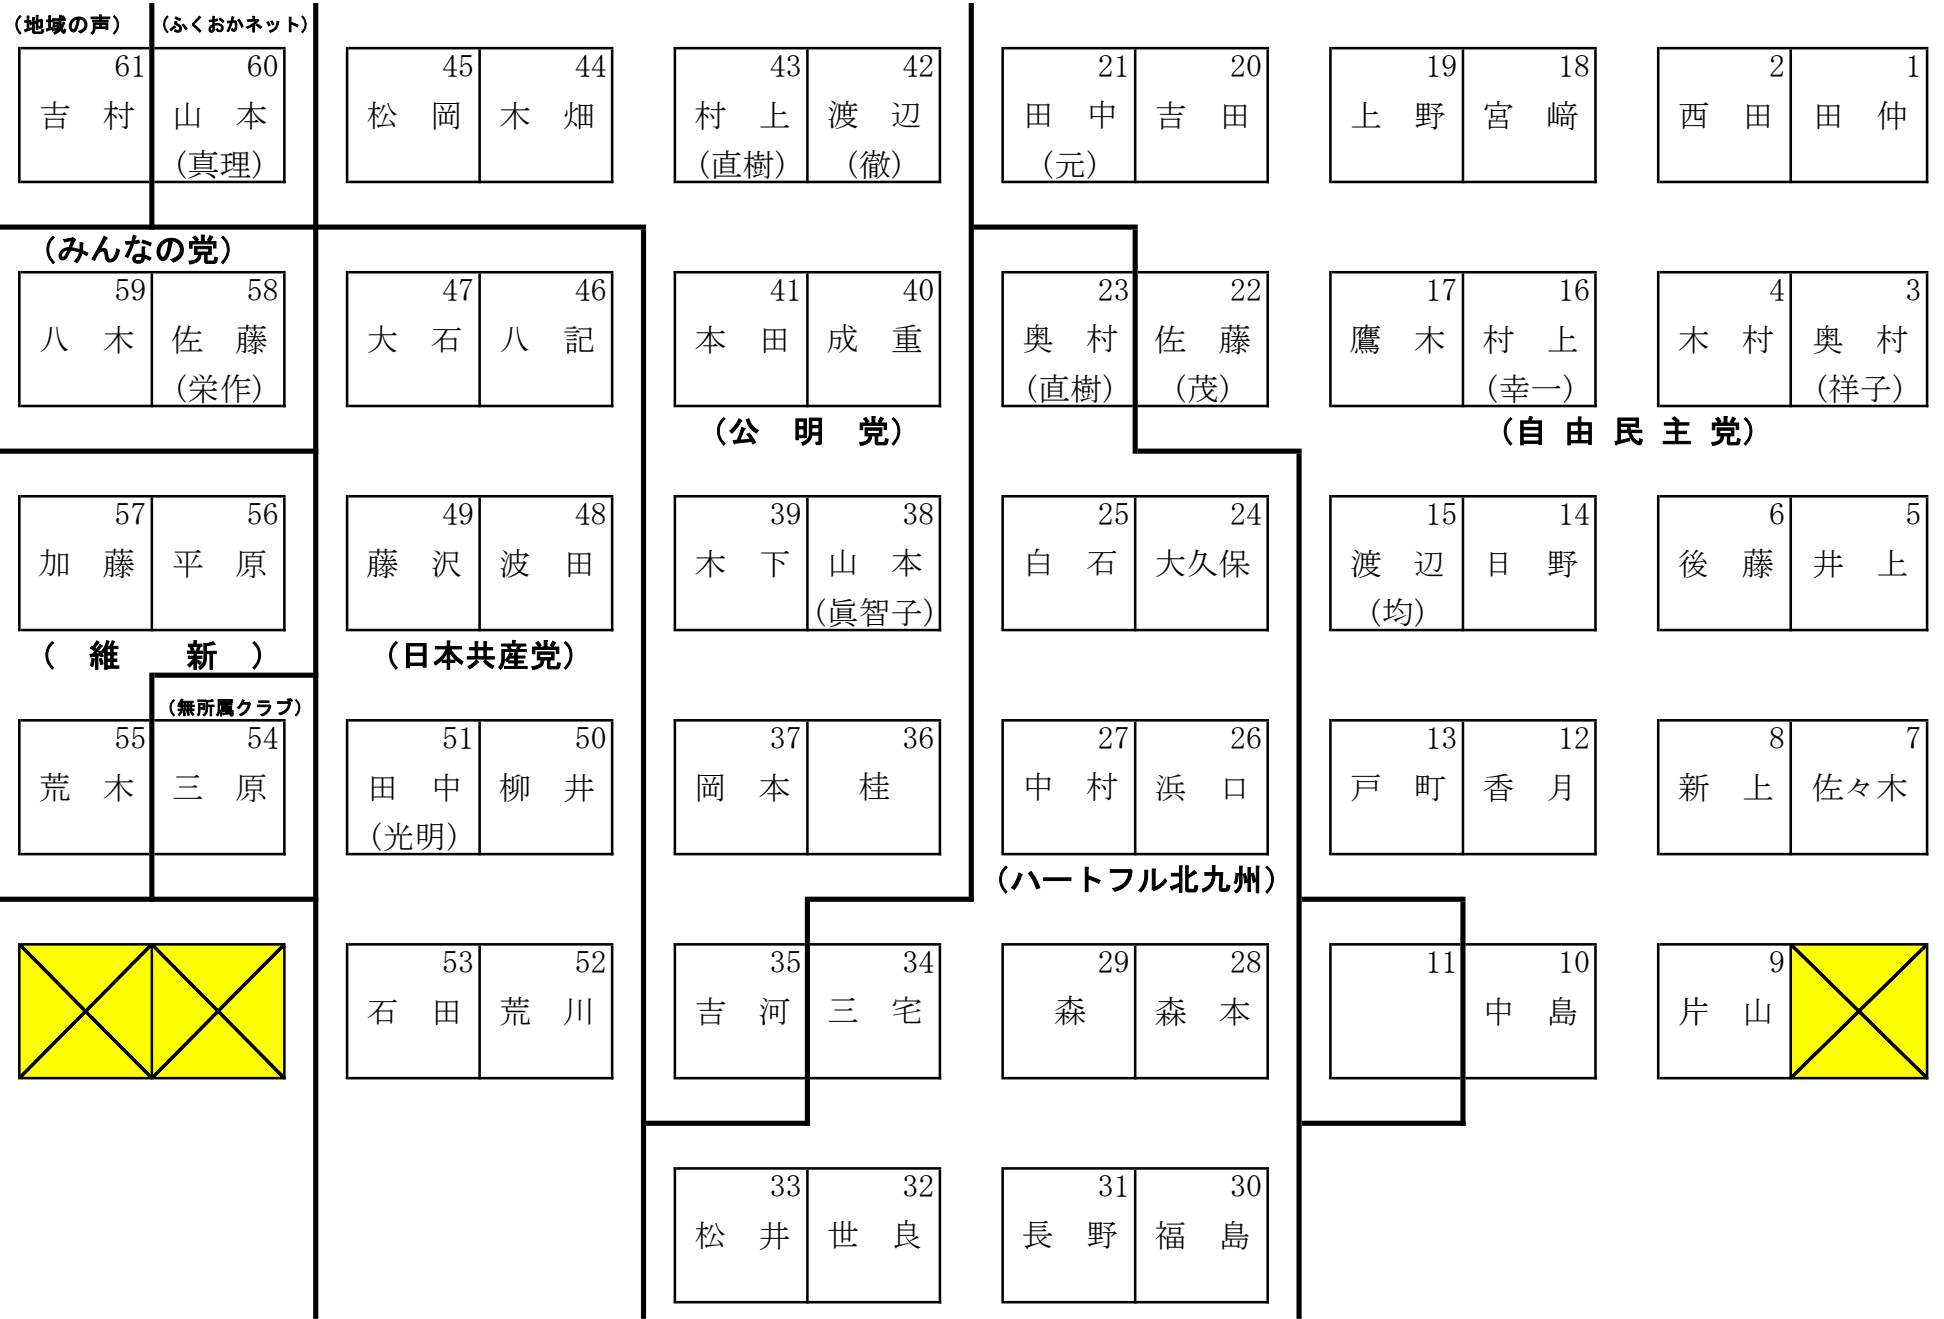 （地域の声） （ふくおかネット）
61 60 45 44 43 42 21 20 19 18 2 1
吉　村 山　本 松　岡 木　畑 村　上 渡　辺 田　中 吉　田 上　野 宮　﨑 西　田 田　仲
(真理) (直樹) (徹) (元)
（みんなの党）
59 58 47 46 41 40 23 22 17 16 4 3
八　木 佐　藤 大　石 八　記 本　田 成　重 奥　村 佐　藤 鷹　木 村　上 木　村 奥　村
(栄作) (直樹) (茂) (幸一) (祥子)
（公　明　党） （自 由 民 主 党）
57 56 49 48 39 38 25 24 15 14 6 5
加　藤 平　原 藤　沢 波　田 木　下 山　本 白　石 大久保 渡　辺 日　野 後　藤 井　上
(眞智子) (均)
（　維　　新　） （日本共産党）
（無所属クラブ）
55 54 51 50 37 36 27 26 13 12 8 7
荒　木 三　原 田　中 柳　井 岡　本 桂 中　村 浜　口 戸　町 香　月 新　上 佐々木
(光明)
（ハートフル北九州）
53 52 35 34 29 28 11 10 9
石　田 荒　川 吉　河 三　宅 森 森　本 中　島 片　山
33 32 31 30
松　井 世　良 長　野 福　島